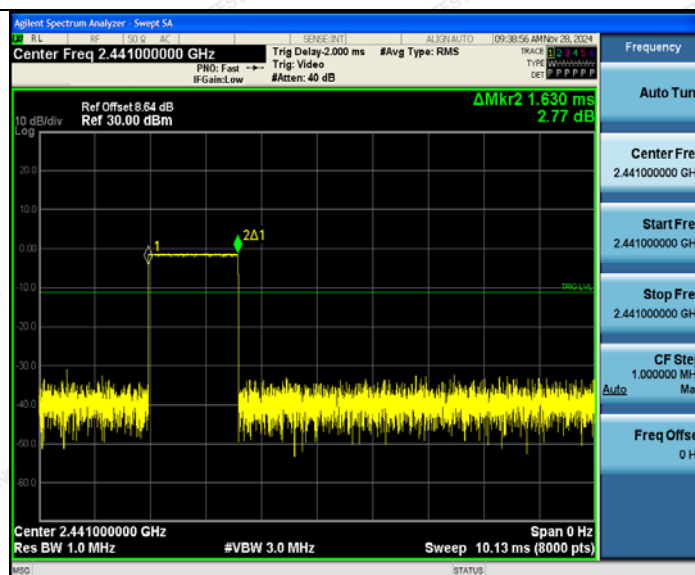 Agilent Spectrum Analyzer - Swept SA
RL RF 50 Ω AC SENSE:INT ALIGN AUTO 09:38:56 AM Nov 28, 2024
Center Freq 2.441000000 GHz
PNO: Fast
IFGain:Low
Trig Delay-2.000 ms
Trig: Video
#Atten: 40 dB
#Avg Type: RMS
TRACE 1 2 3 4 5 6
TYPE W
DET P P P P P P
Ref Offset 8.64 dB
10 dB/div Ref 30.00 dBm
Log
ΔMkr2 1.630 ms
2.77 dB
20.0
10.0
0.00
-10.0
-20.0
-30.0
-40.0
-50.0
-60.0
1
2Δ1
TRIG LVL
Center 2.441000000 GHz
Res BW 1.0 MHz
#VBW 3.0 MHz
Span 0 Hz
Sweep 10.13 ms (8000 pts)
MSG STATUS
Frequency
Auto Tun
Center Fre
2.441000000 GH
Start Fre
2.441000000 GH
Stop Fre
2.441000000 GH
CF Ste
1.000000 MH
Auto Ma
Freq Offse
0 H